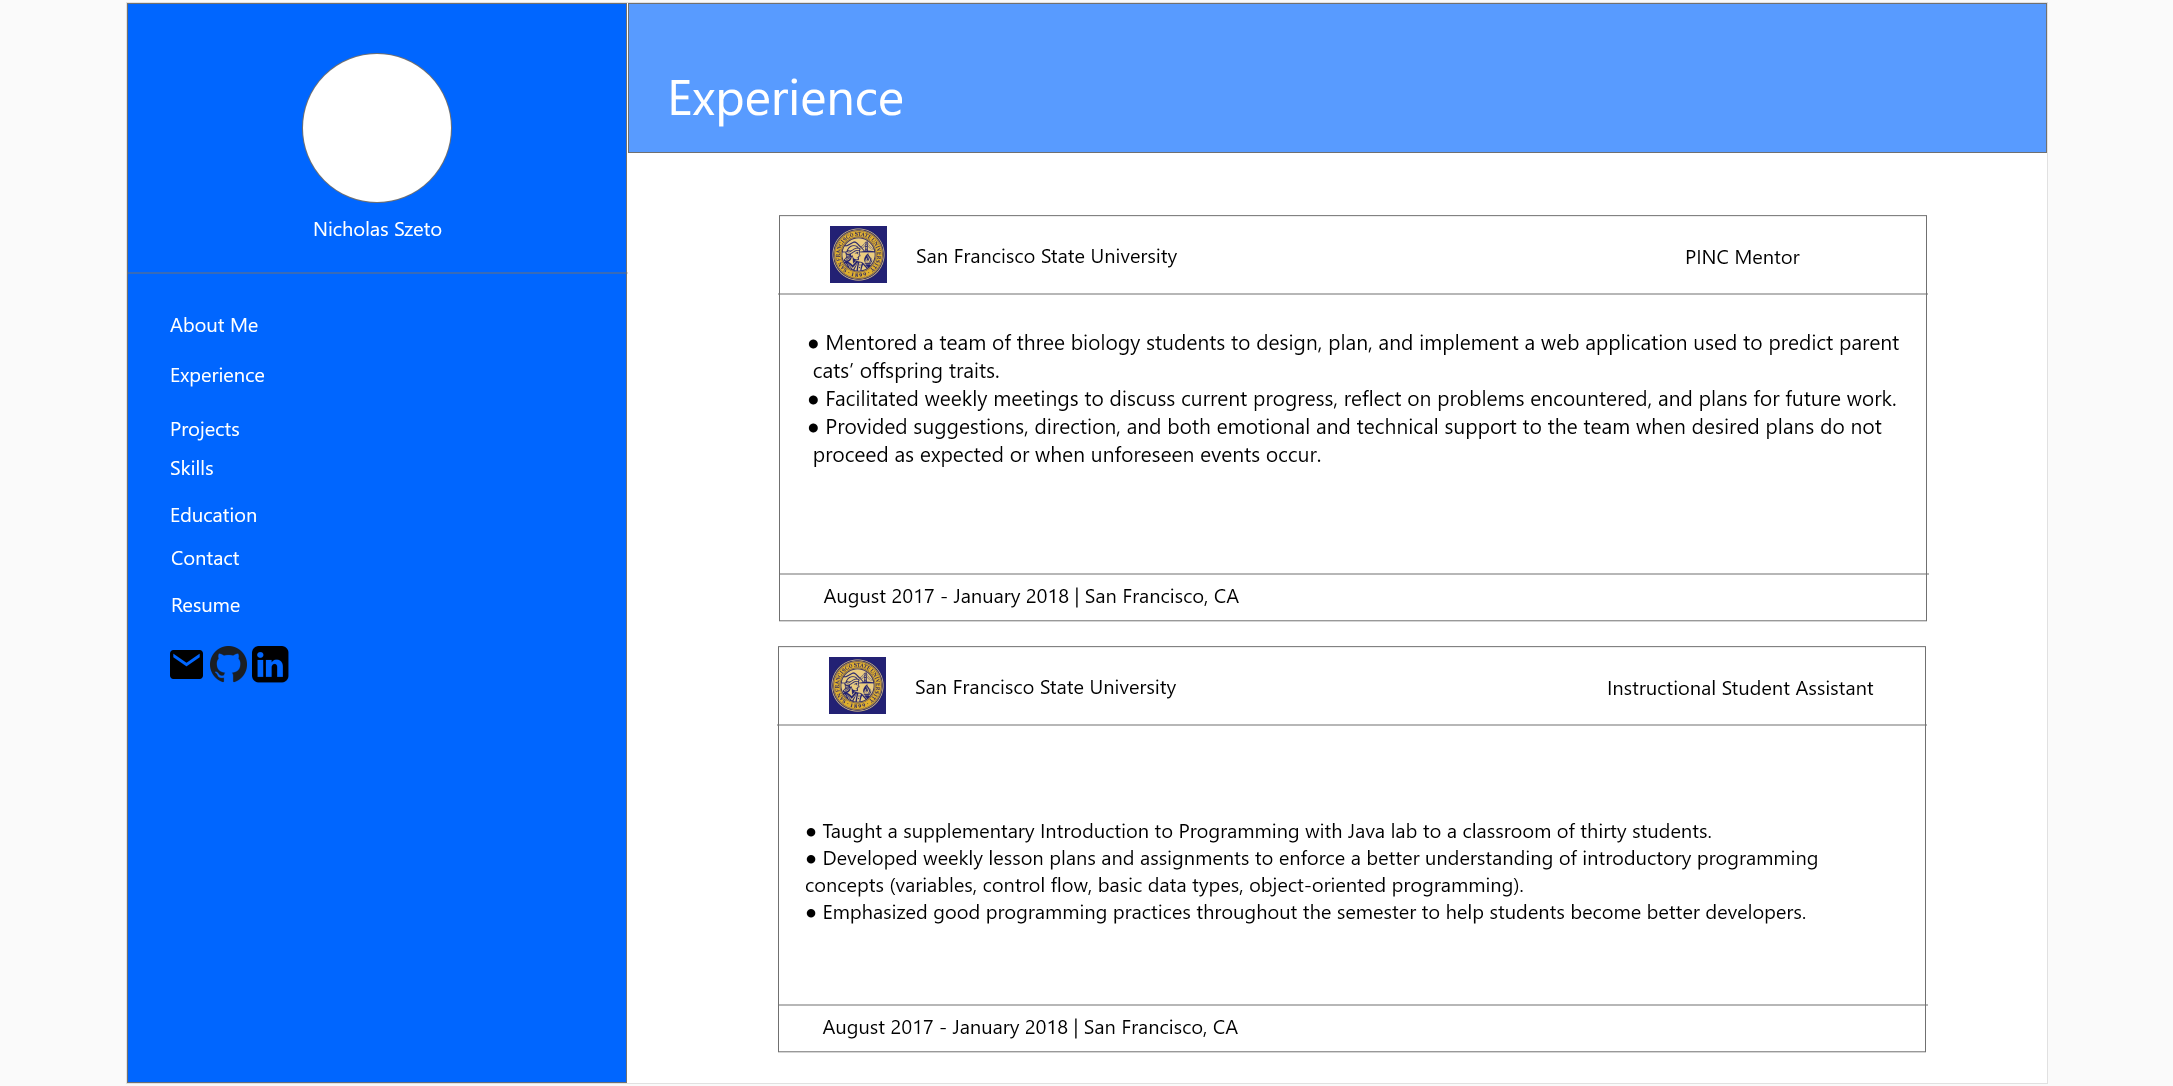 Nicholas Szeto
About Me
Experience
Projects
Skills
Education
Contact
Resume
in
Experience
San Francisco State University
PINC Mentor
● Mentored a team of three biology students to design, plan, and implement a web application used to predict parent
cats’ offspring traits.
● Facilitated weekly meetings to discuss current progress, reflect on problems encountered, and plans for future work.
● Provided suggestions, direction, and both emotional and technical support to the team when desired plans do not
proceed as expected or when unforeseen events occur.
August 2017 - January 2018 | San Francisco, CA
San Francisco State University
Instructional Student Assistant
● Taught a supplementary Introduction to Programming with Java lab to a classroom of thirty students.
● Developed weekly lesson plans and assignments to enforce a better understanding of introductory programming
concepts (variables, control flow, basic data types, object-oriented programming).
● Emphasized good programming practices throughout the semester to help students become better developers.
August 2017 - January 2018 | San Francisco, CA